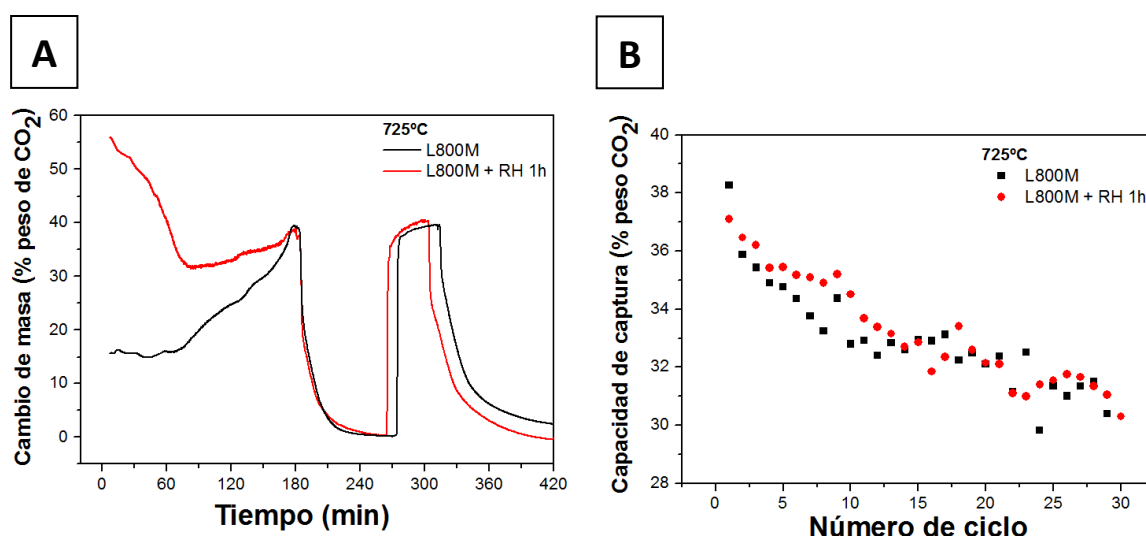 A
Cambio de masa (% peso de CO2)
60
50
40
30
20
10
0
725ºC
L800M
L800M + RH 1h
0 60 120 180 240 300 360 420
Tiempo (min)
B
Capacidad de captura (% peso CO2)
40
38
36
34
32
30
28
725ºC
L800M
L800M + RH 1h
0 5 10 15 20 25 30
Número de ciclo